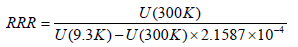 RRR = U(300K) / (U(9.3K) − U(300K) × 2.1587 × 10⁻⁴)